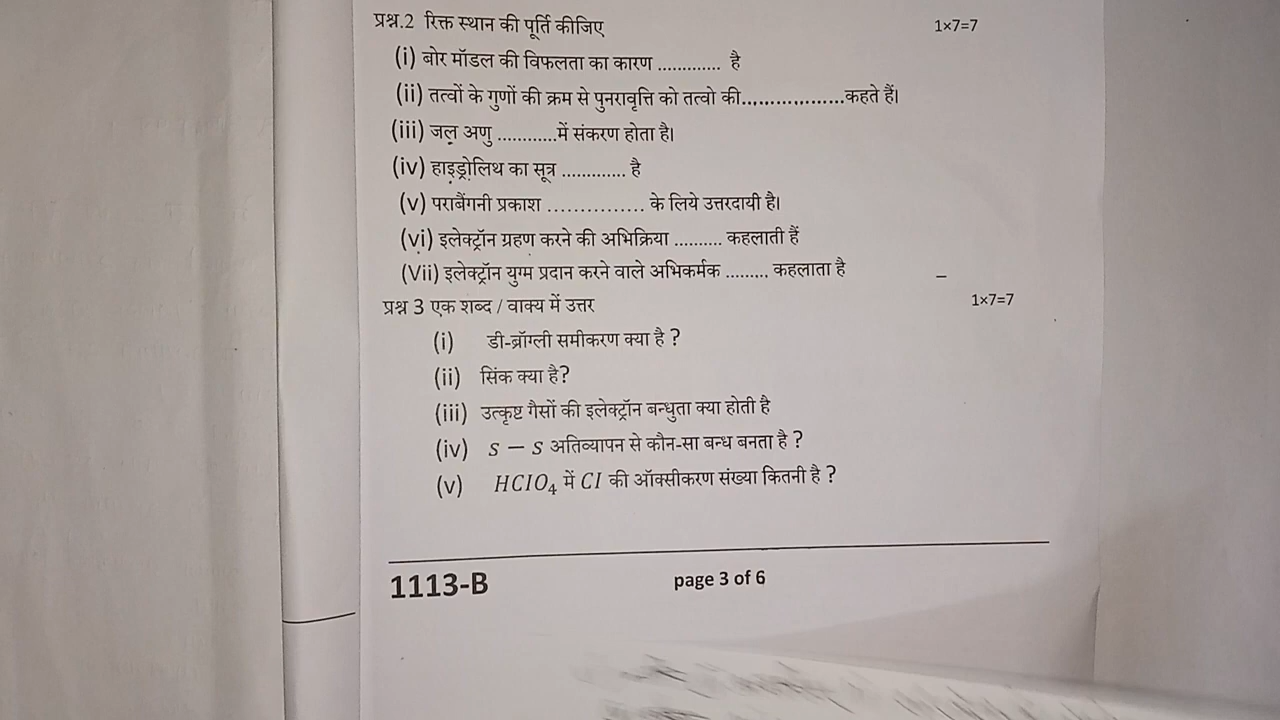 प्रश्न.2 रिक्त स्थान की पूर्ति कीजिए 1×7=7
(i) बोर मॉडल की विफलता का कारण ............. है
(ii) तत्वों के गुणों की क्रम से पुनरावृत्ति को तत्वो की..................कहते हैं।
(iii) जल अणु ............में संकरण होता है।
(iv) हाइड्रोलिथ का सूत्र ............. है
(v) पराबैंगनी प्रकाश ............... के लिये उत्तरदायी है।
(vi) इलेक्ट्रॉन ग्रहण करने की अभिक्रिया .......... कहलाती हैं
(Vii) इलेक्ट्रॉन युग्म प्रदान करने वाले अभिकर्मक ......... कहलाता है –
प्रश्न 3 एक शब्द / वाक्य में उत्तर 1×7=7
(i) डी-ब्रॉग्ली समीकरण क्या है ?
(ii) सिंक क्या है?
(iii) उत्कृष्ट गैसों की इलेक्ट्रॉन बन्धुता क्या होती है
(iv) s – s अतिव्यापन से कौन-सा बन्ध बनता है ?
(v) HCIO₄ में CI की ऑक्सीकरण संख्या कितनी है ?
1113-B page 3 of 6